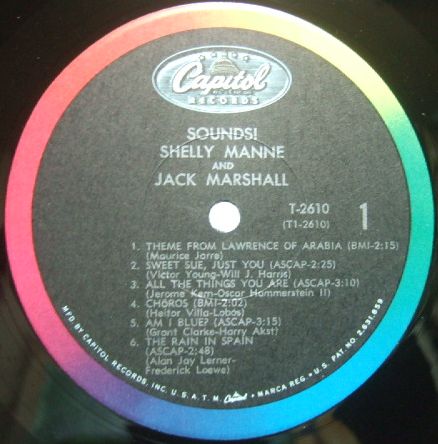 Capitol
RECORDS
SOUNDS!
SHELLY MANNE
AND
JACK MARSHALL
T-2610
(T1-2610)
1
1. THEME FROM LAWRENCE OF ARABIA (BMI-2:15)
(Maurice Jarre)
2. SWEET SUE, JUST YOU (ASCAP-2:25)
(Victor Young-Will J. Harris)
3. ALL THE THINGS YOU ARE (ASCAP-3:10)
(Jerome Kern-Oscar Hammerstein II)
4. CHOROS (BMI-2:02)
(Heitor Villa-Lobos)
5. AM I BLUE? (ASCAP-3:15)
(Grant Clarke-Harry Akst)
6. THE RAIN IN SPAIN
(ASCAP-2:48)
(Alan Jay Lerner-
Frederick Loewe)
MFD. BY CAPITOL RECORDS, INC. U.S.A. T.M. Capitol MARCA REG. • U.S. PAT. NO. 2,631,859